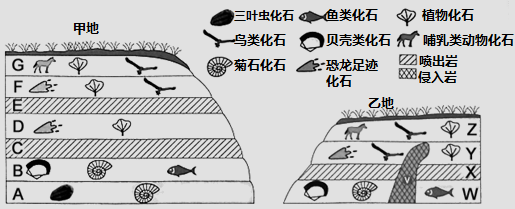 甲地
三叶虫化石 鱼类化石 植物化石
鸟类化石 贝壳类化石 哺乳类动物化石
菊石化石 恐龙足迹化石 喷出岩
侵入岩
G
F
E
D
C
B
A
乙地
Z
Y
X
W
V